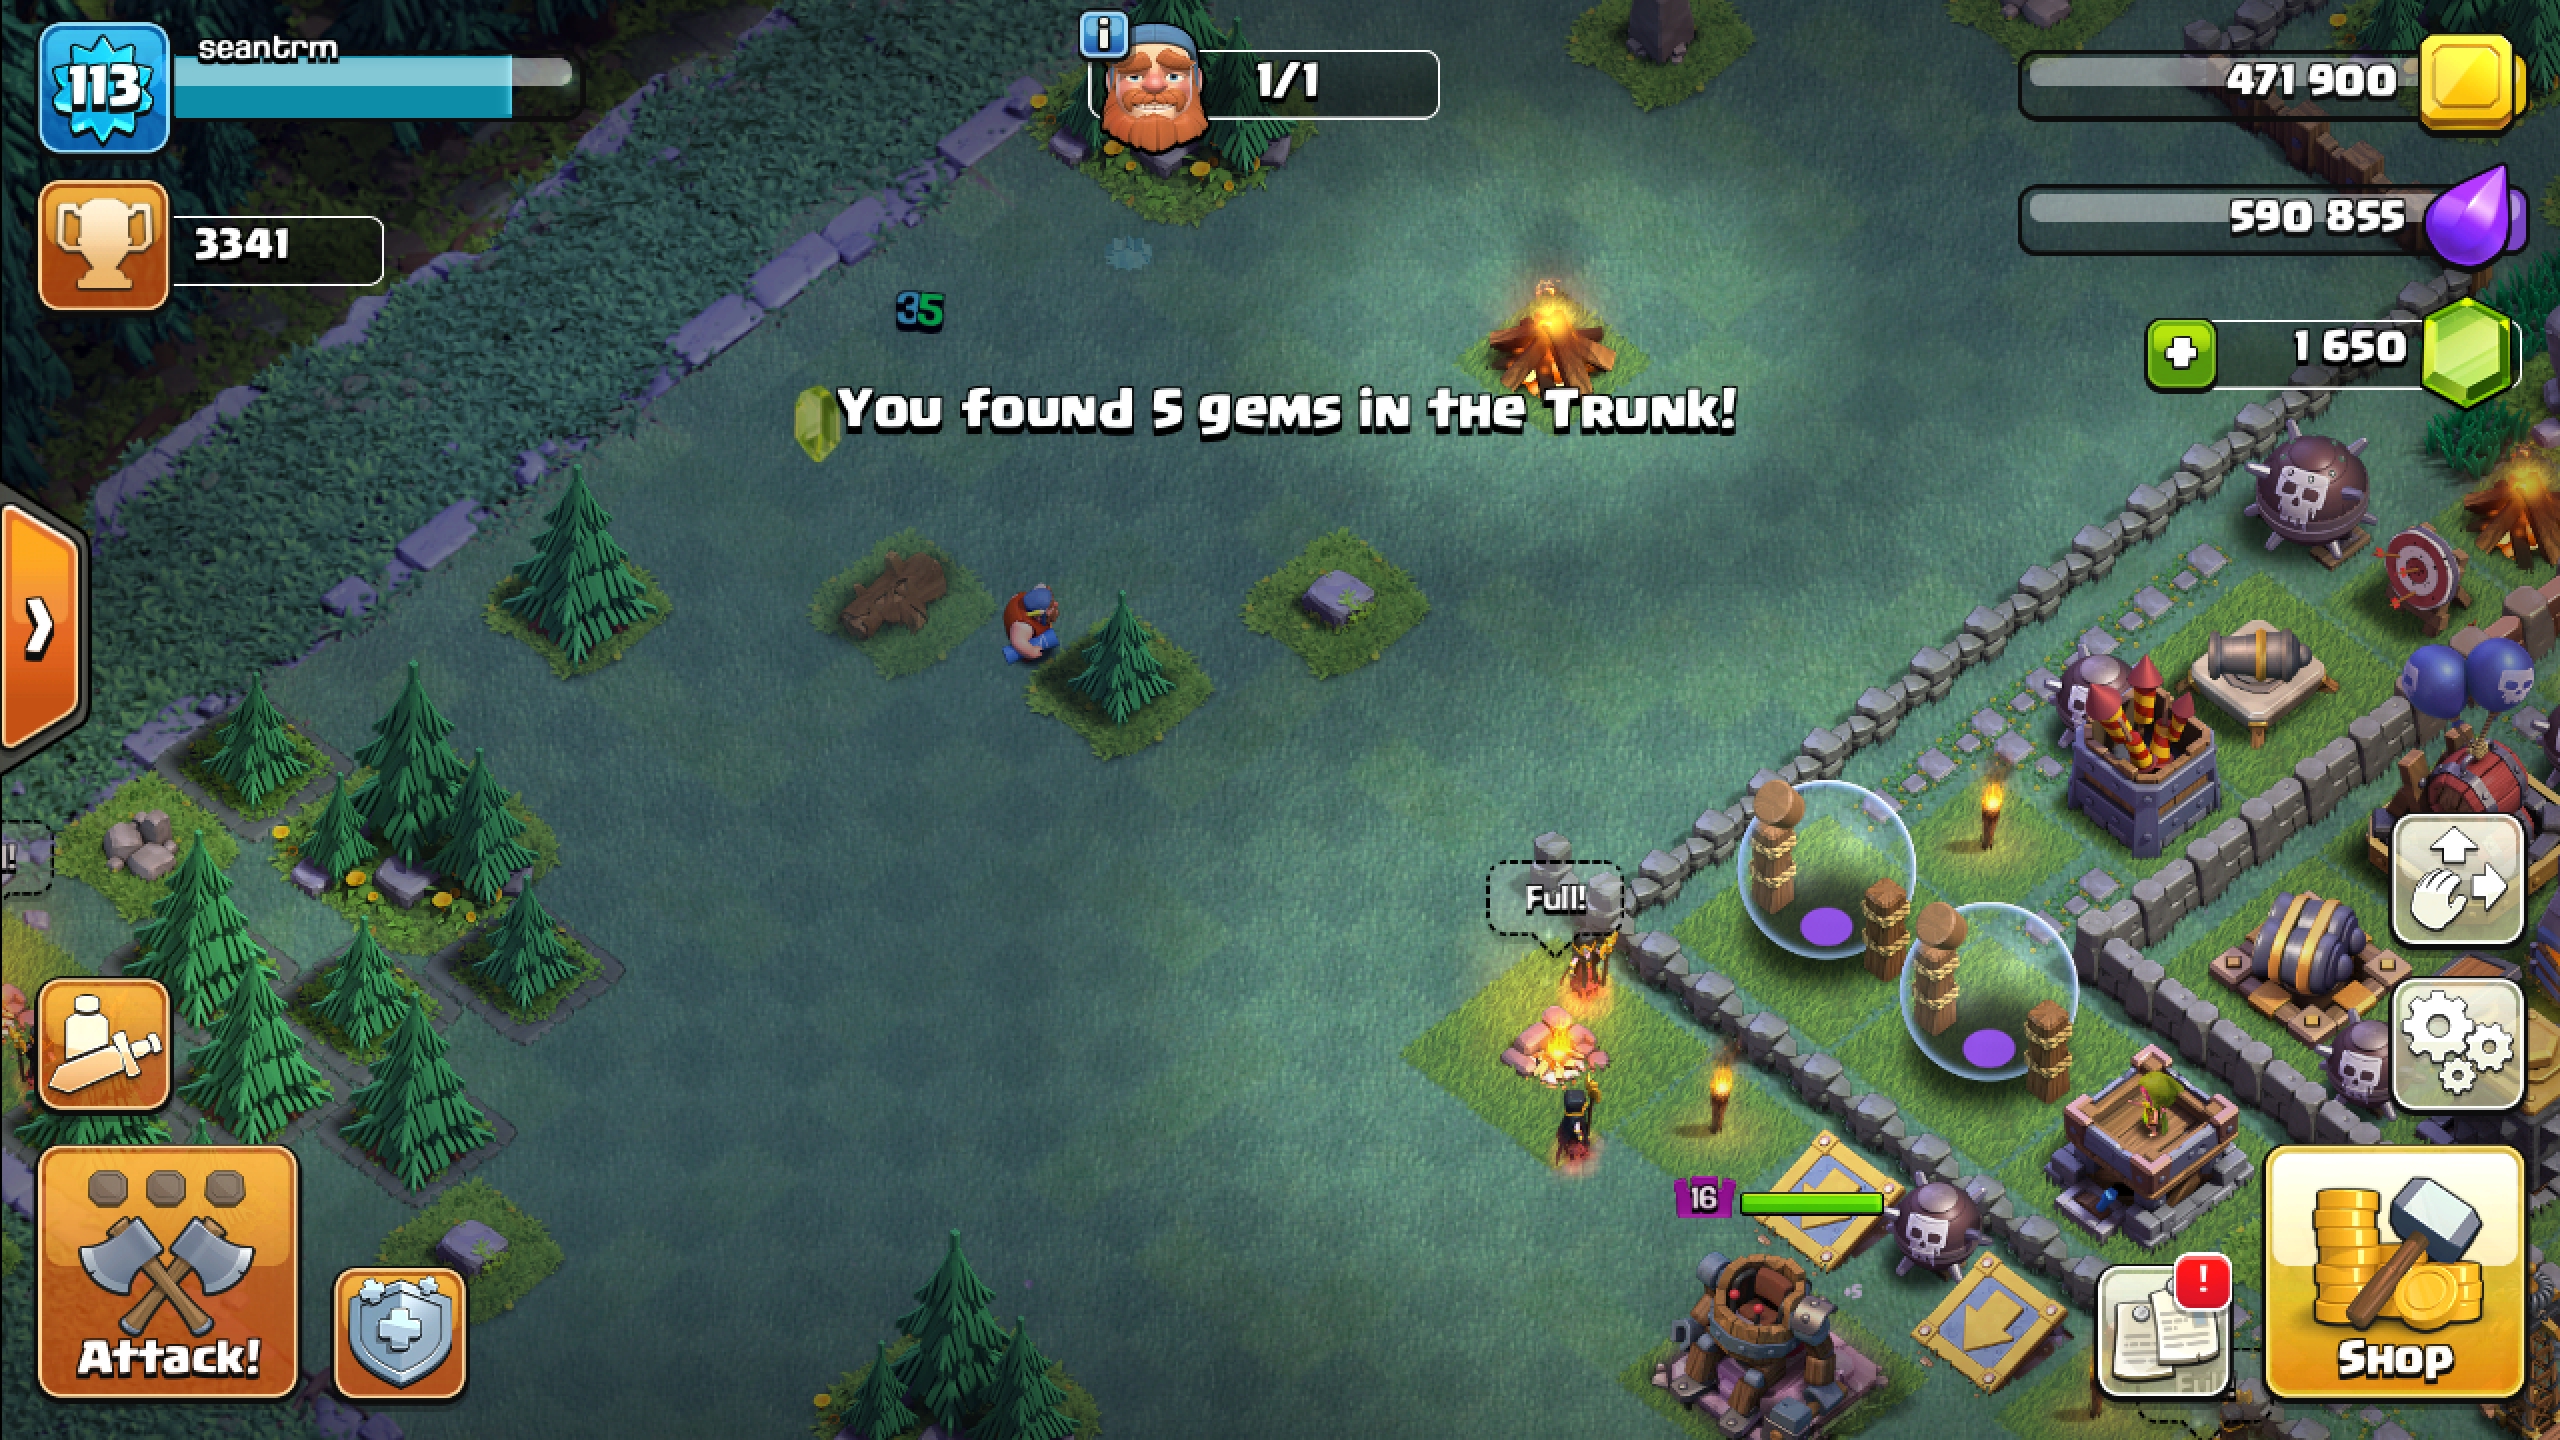 113
seantrm
i
1/1
471 900
3341
590 855
35
1 650
You found 5 gems in the Trunk!
Full!
16
+5
!
Attack!
Shop